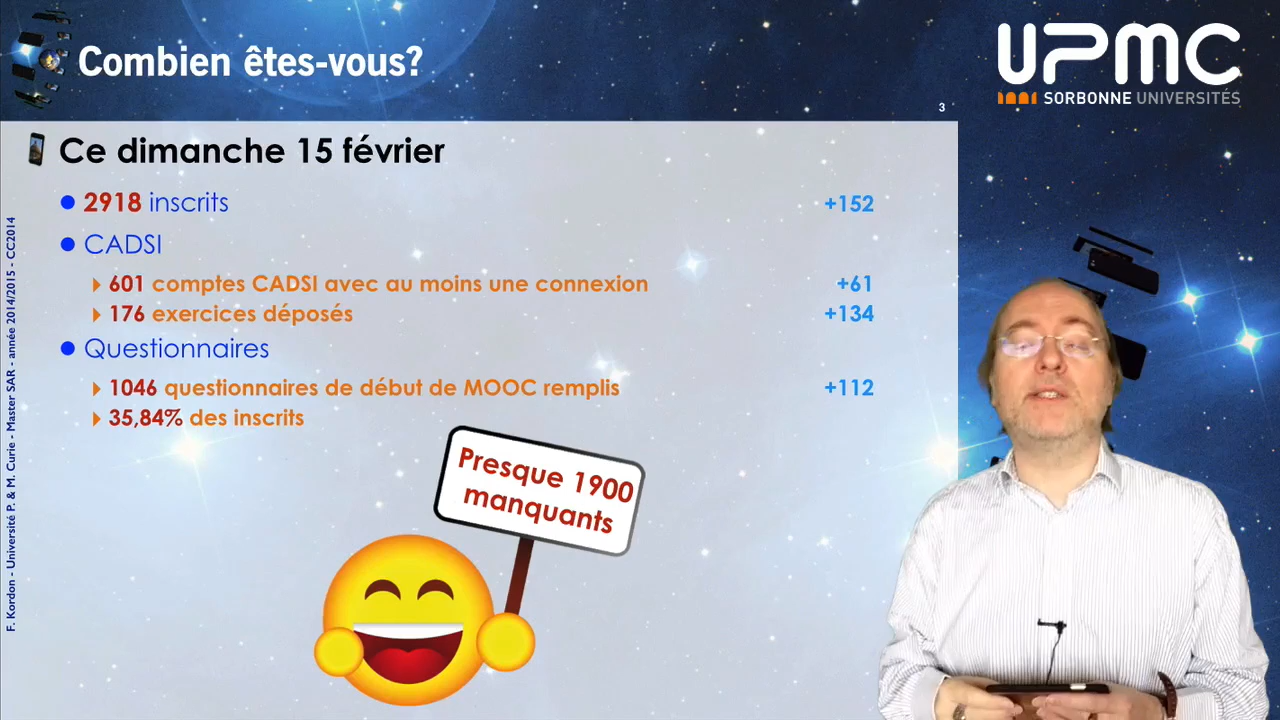 Combien êtes-vous?
UPMC
SORBONNE UNIVERSITÉS
3
Ce dimanche 15 février
2918 inscrits +152
CADSI
601 comptes CADSI avec au moins une connexion +61
176 exercices déposés +134
Questionnaires
1046 questionnaires de début de MOOC remplis +112
35,84% des inscrits
Presque 1900
manquants
F. Kordon - Université P. & M. Curie - Master SAR - année 2014/2015 - CC2014